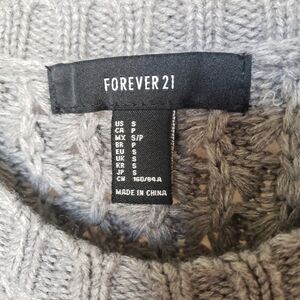 FOREVER 21
US S
CA P
MX S/P
BR P
EU S
UK S
KR S
JP S
CN 160/84A
MADE IN CHINA